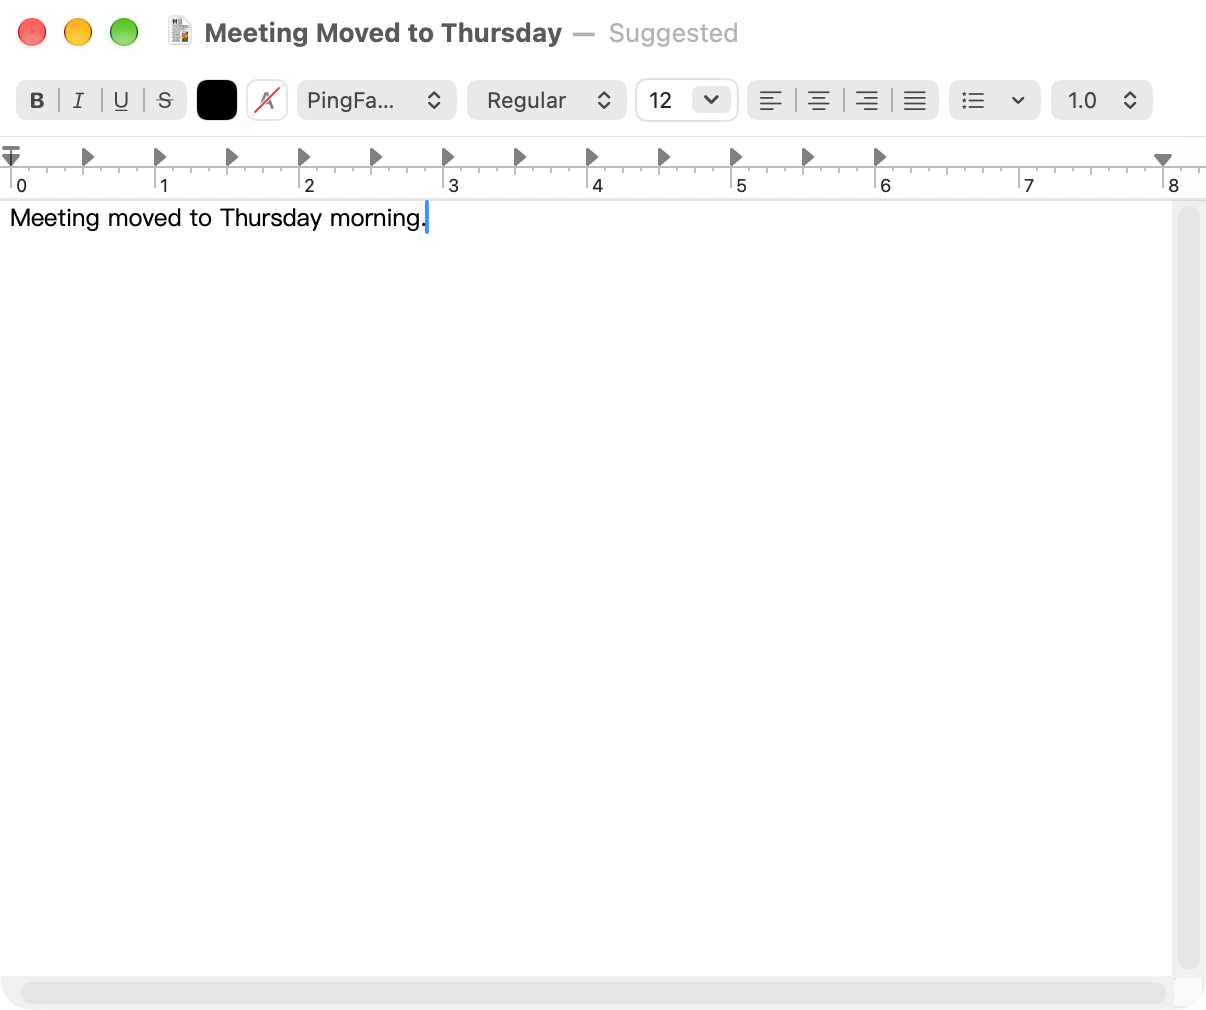 Meeting Moved to Thursday — Suggested
B I U S PingFa... Regular 12 1.0
0 1 2 3 4 5 6 7 8
Meeting moved to Thursday morning.